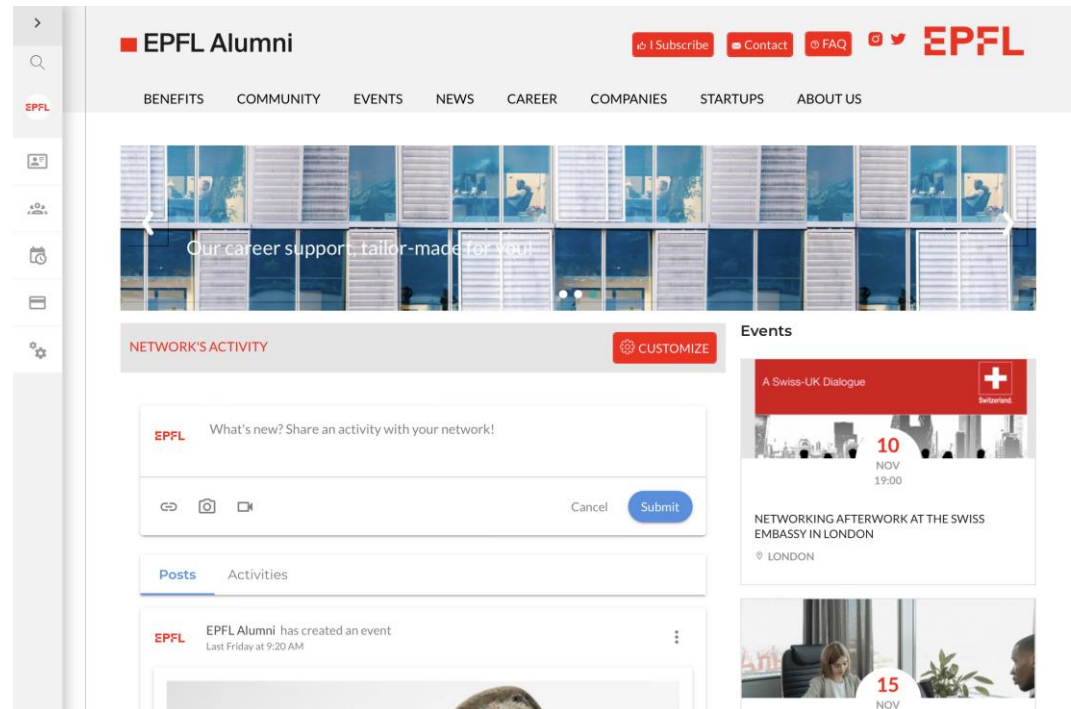 EPFL Alumni
I Subscribe
Contact
FAQ
EPFL
EPFL
BENEFITS COMMUNITY EVENTS NEWS CAREER COMPANIES STARTUPS ABOUT US
Our career support, tailor-made for you!
NETWORK'S ACTIVITY
CUSTOMIZE
EPFL
What's new? Share an activity with your network!
Cancel
Submit
Posts
Activities
EPFL
EPFL Alumni has created an event
Last Friday at 9:20 AM
Events
A Swiss-UK Dialogue
Switzerland.
10
NOV
19:00
NETWORKING AFTERWORK AT THE SWISS
EMBASSY IN LONDON
LONDON
15
NOV